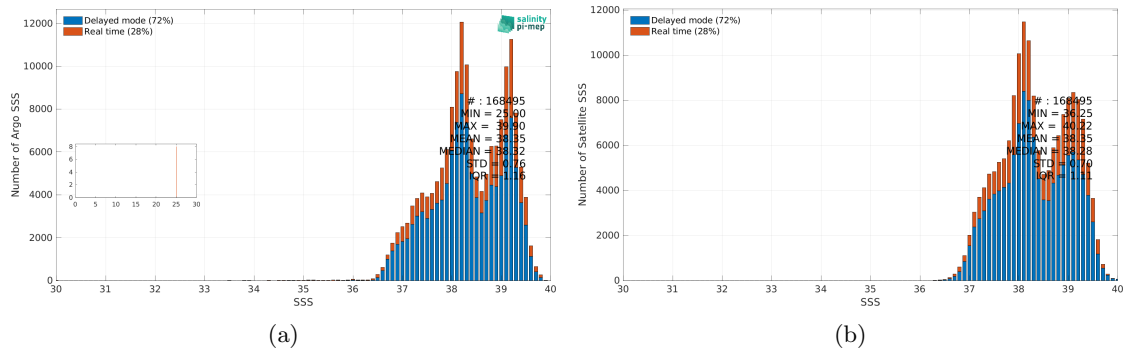 Delayed mode (72%)
Real time (28%)
salinity
pi-mep
# : 168495
MIN = 25.90
MAX = 39.90
MEAN = 38.35
MEDIAN = 38.32
STD = 0.76
IQR = 1.16
Number of Argo SSS
12000
10000
8000
6000
4000
2000
0
8
6
4
2
0
0 5 10 15 20 25 30
30 31 32 33 34 35 36 37 38 39 40
SSS
(a)
Delayed mode (72%)
Real time (28%)
# : 168495
MIN = 36.25
MAX = 40.22
MEAN = 38.35
MEDIAN = 38.28
STD = 0.70
IQR = 1.11
Number of Satellite SSS
12000
10000
8000
6000
4000
2000
0
30 31 32 33 34 35 36 37 38 39 40
SSS
(b)